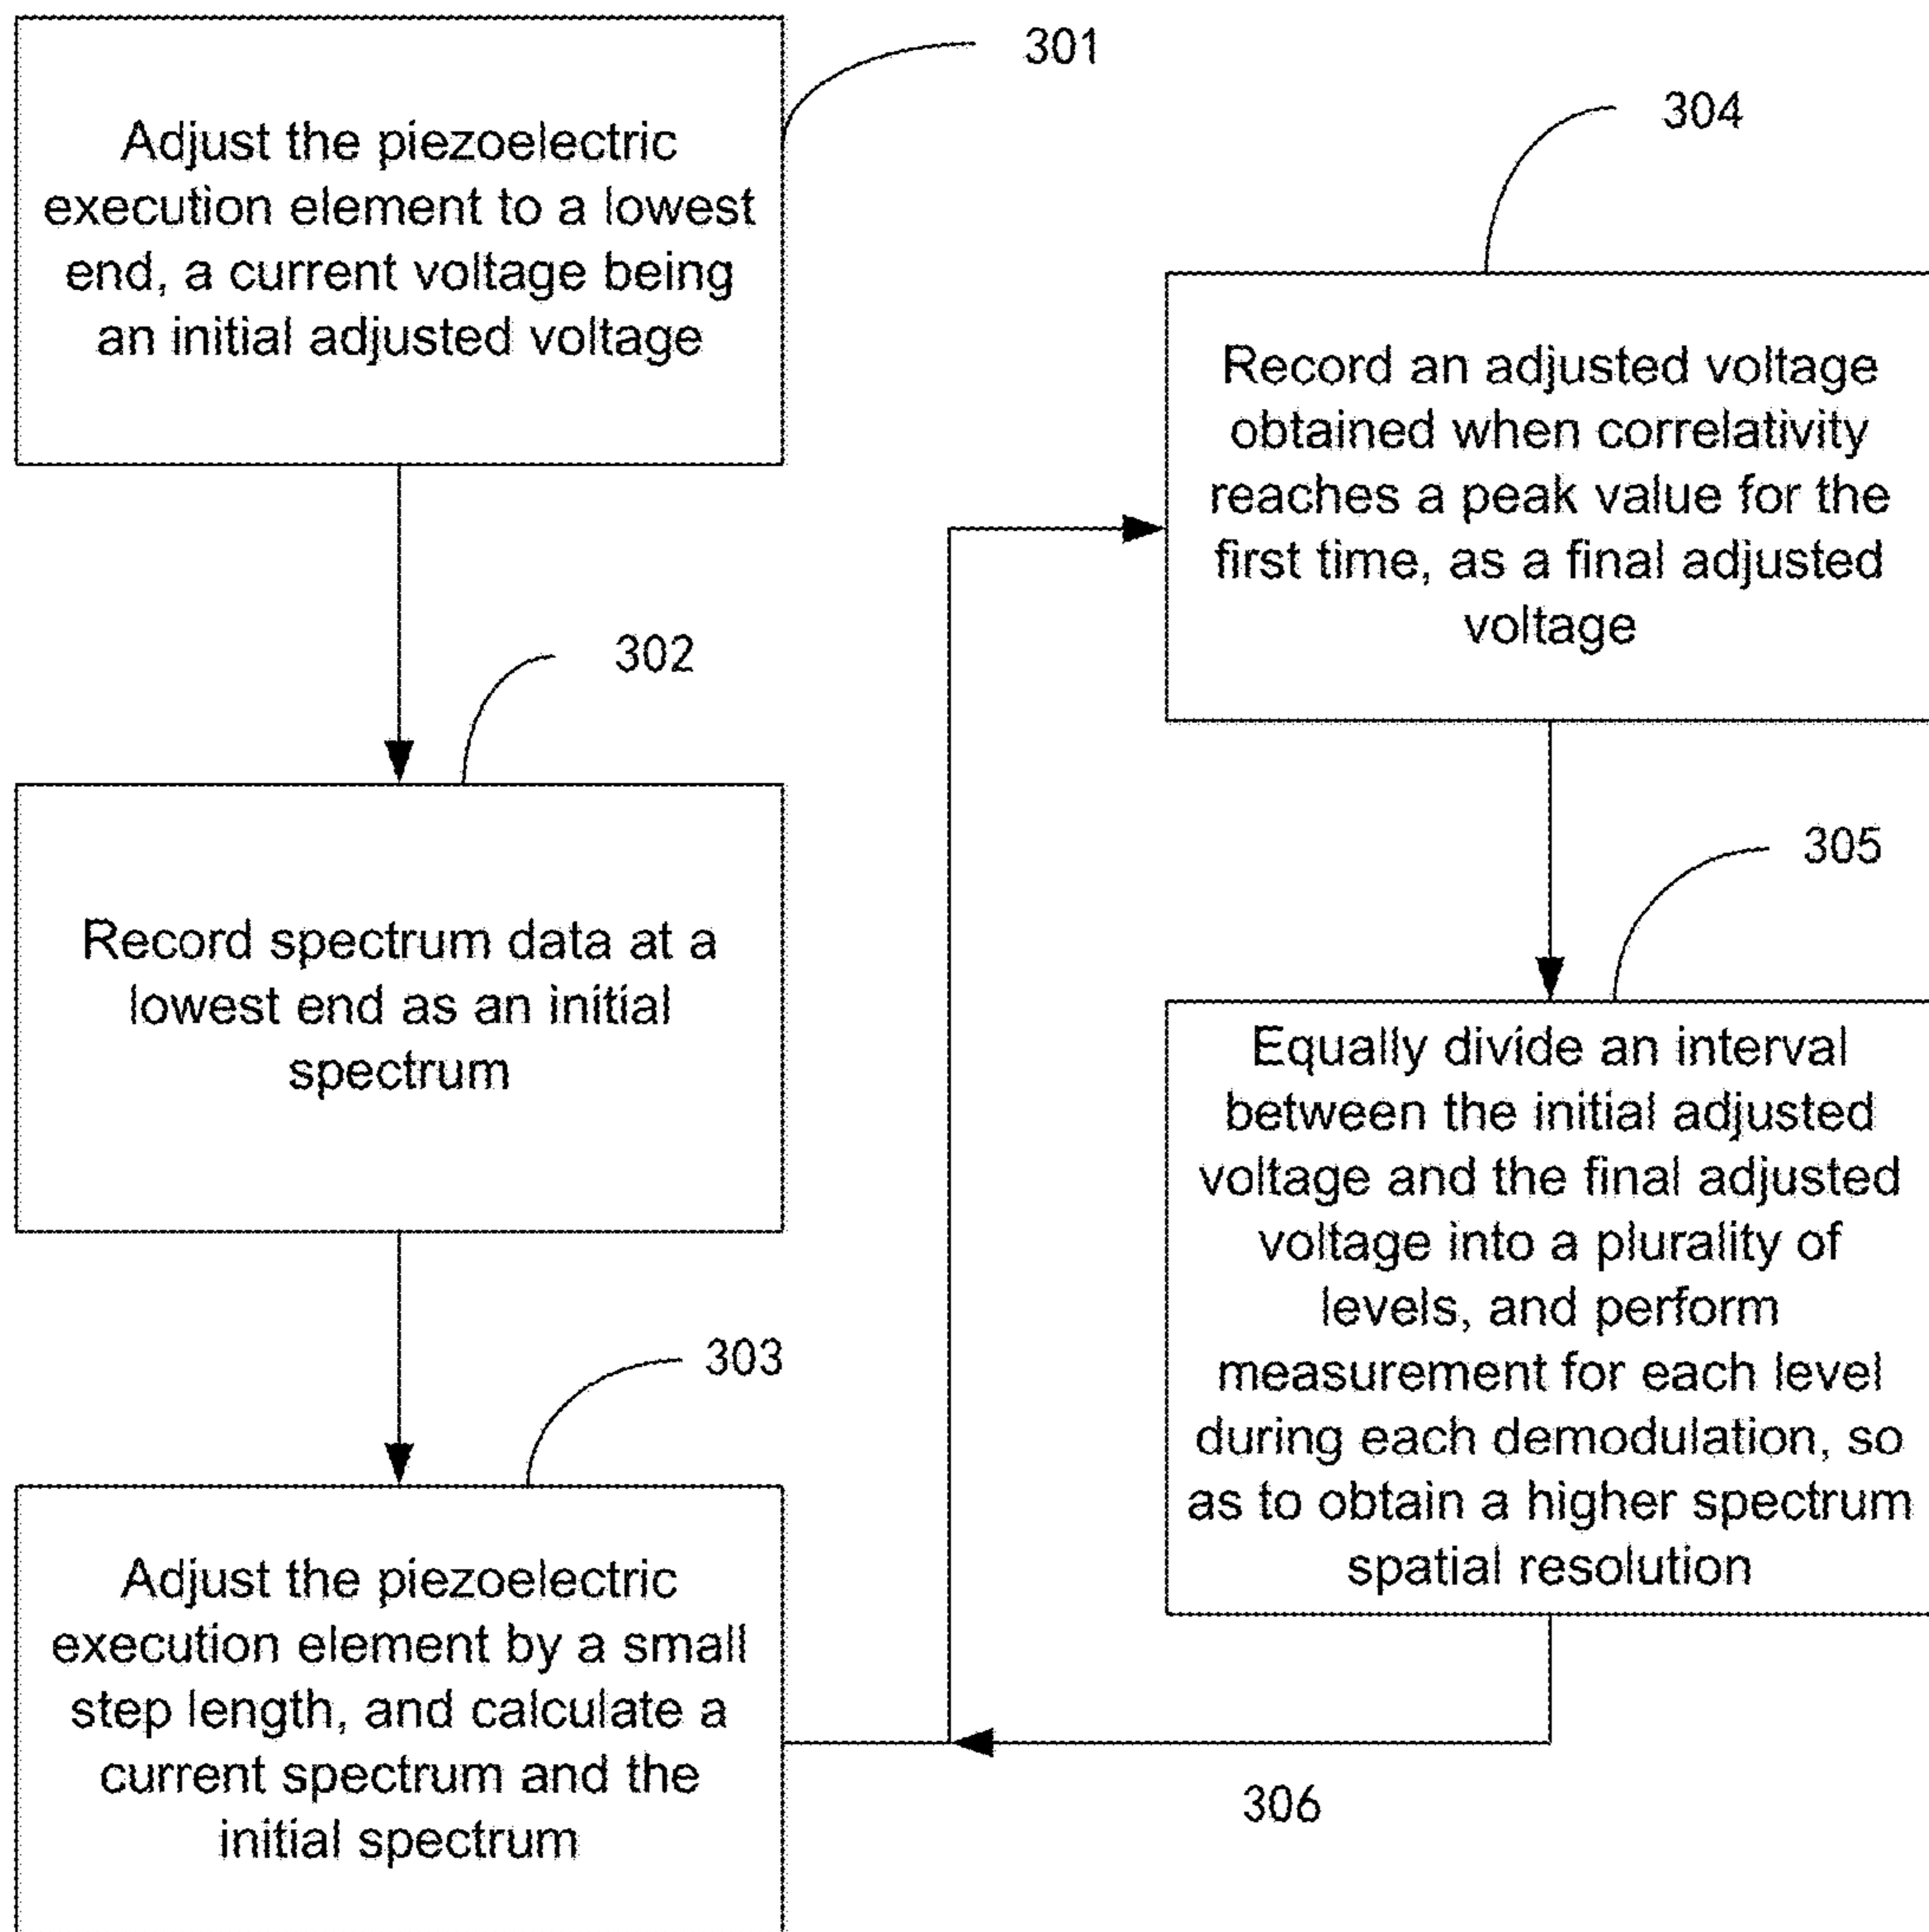 301
Adjust the piezoelectric
execution element to a lowest
end, a current voltage being
an initial adjusted voltage
302
Record spectrum data at a
lowest end as an initial
spectrum
303
Adjust the piezoelectric
execution element by a small
step length, and calculate a
current spectrum and the
initial spectrum
304
Record an adjusted voltage
obtained when correlativity
reaches a peak value for the
first time, as a final adjusted
voltage
305
Equally divide an interval
between the initial adjusted
voltage and the final adjusted
voltage into a plurality of
levels, and perform
measurement for each level
during each demodulation, so
as to obtain a higher spectrum
spatial resolution
306